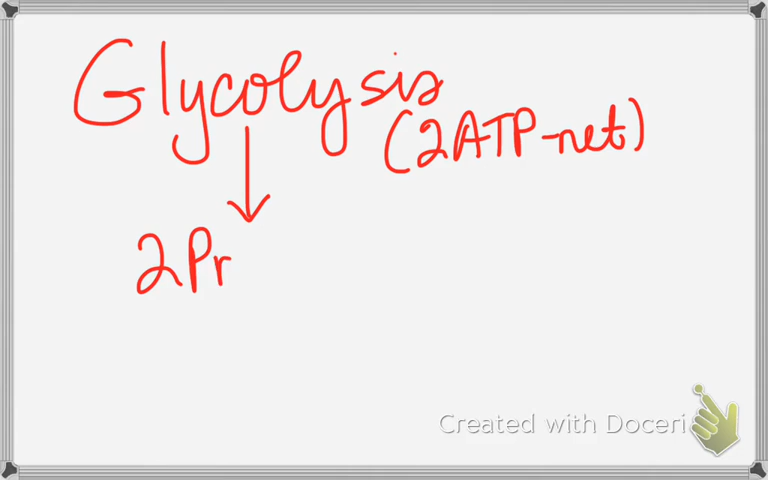 Glycolysis
(2ATP-net)
2Pr
Created with Doceri